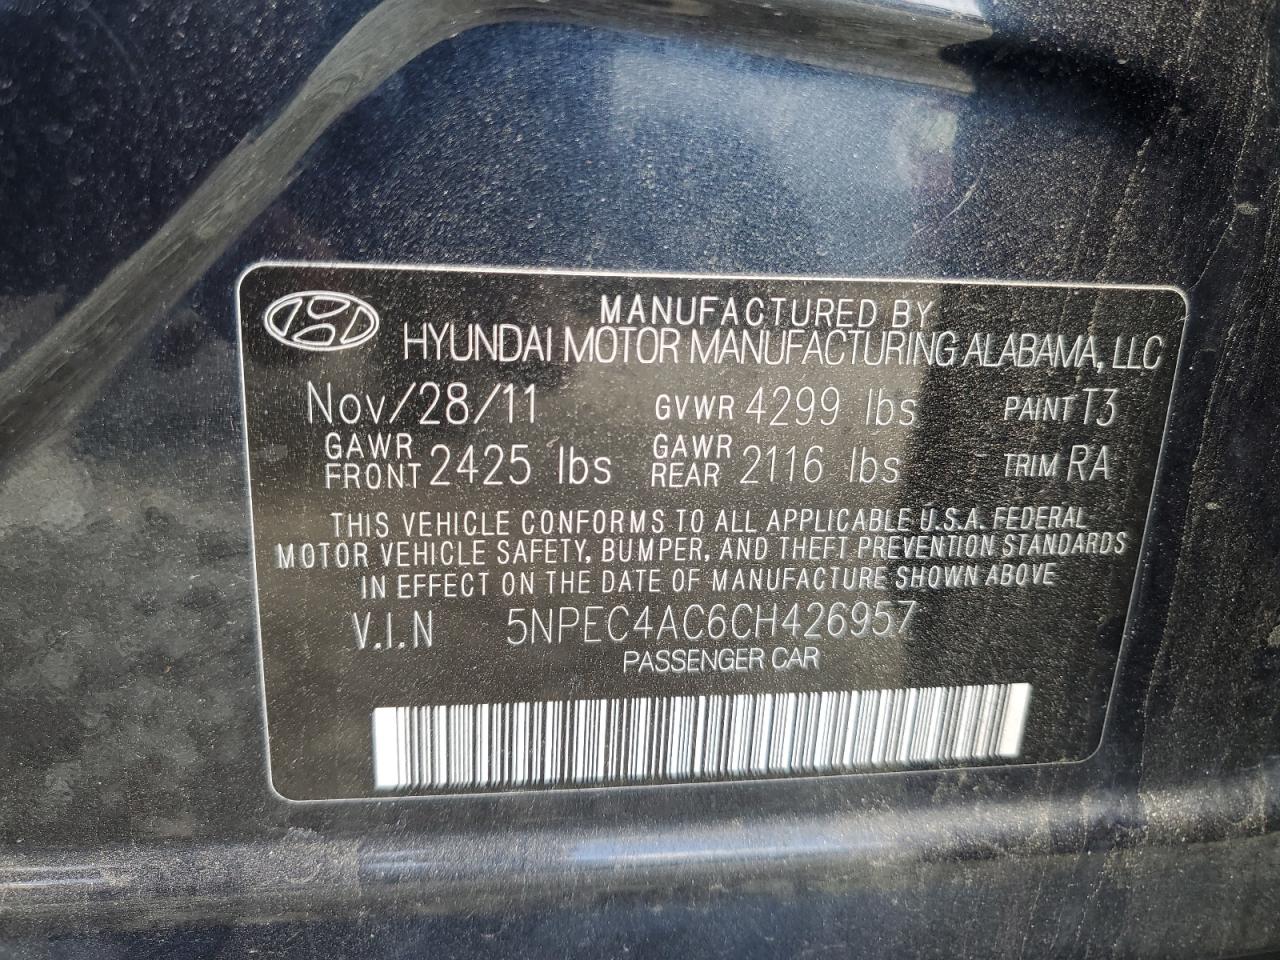 MANUFACTURED BY
HYUNDAI MOTOR MANUFACTURING ALABAMA, LLC
Nov/28/11 GVWR 4299 lbs PAINT T3
GAWR FRONT 2425 lbs GAWR REAR 2116 lbs TRIM RA
THIS VEHICLE CONFORMS TO ALL APPLICABLE U.S.A. FEDERAL
MOTOR VEHICLE SAFETY, BUMPER, AND THEFT PREVENTION STANDARDS
IN EFFECT ON THE DATE OF MANUFACTURE SHOWN ABOVE
V.I.N 5NPEC4AC6CH426957
PASSENGER CAR